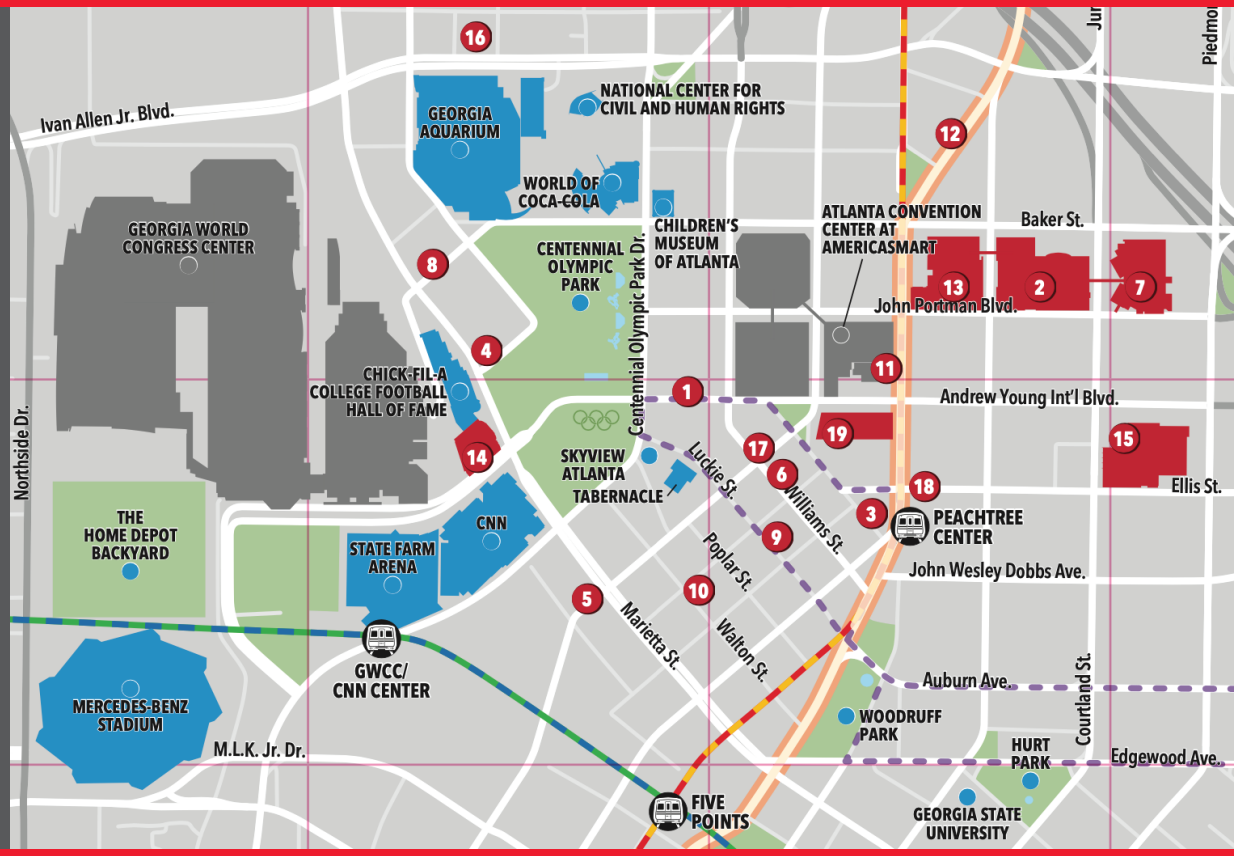 Jun
Piedmon
16
Ivan Allen Jr. Blvd.
GEORGIA
AQUARIUM
NATIONAL CENTER FOR
CIVIL AND HUMAN RIGHTS
12
WORLD OF
COCA-COLA
GEORGIA WORLD
CONGRESS CENTER
8
CENTENNIAL
OLYMPIC
PARK
Centennial Olympic Park Dr.
CHILDREN'S
MUSEUM
OF ATLANTA
ATLANTA CONVENTION
CENTER AT
AMERICASMART
Baker St.
13
2
7
John Portman Blvd.
4
11
CHICK-FIL-A
COLLEGE FOOTBALL
HALL OF FAME
1
Andrew Young Int'l Blvd.
Northside Dr.
14
SKYVIEW
ATLANTA
TABERNACLE
Luckie St.
17
6
19
15
Williams St.
18
Ellis St.
THE
HOME DEPOT
BACKYARD
CNN
STATE FARM
ARENA
9
3
PEACHTREE
CENTER
Poplar St.
John Wesley Dobbs Ave.
5
10
Marietta St.
Walton St.
GWCC/
CNN CENTER
MERCEDES-BENZ
STADIUM
Auburn Ave.
Courtland St.
WOODRUFF
PARK
M.L.K. Jr. Dr.
HURT
PARK
Edgewood Ave.
FIVE
POINTS
GEORGIA STATE
UNIVERSITY